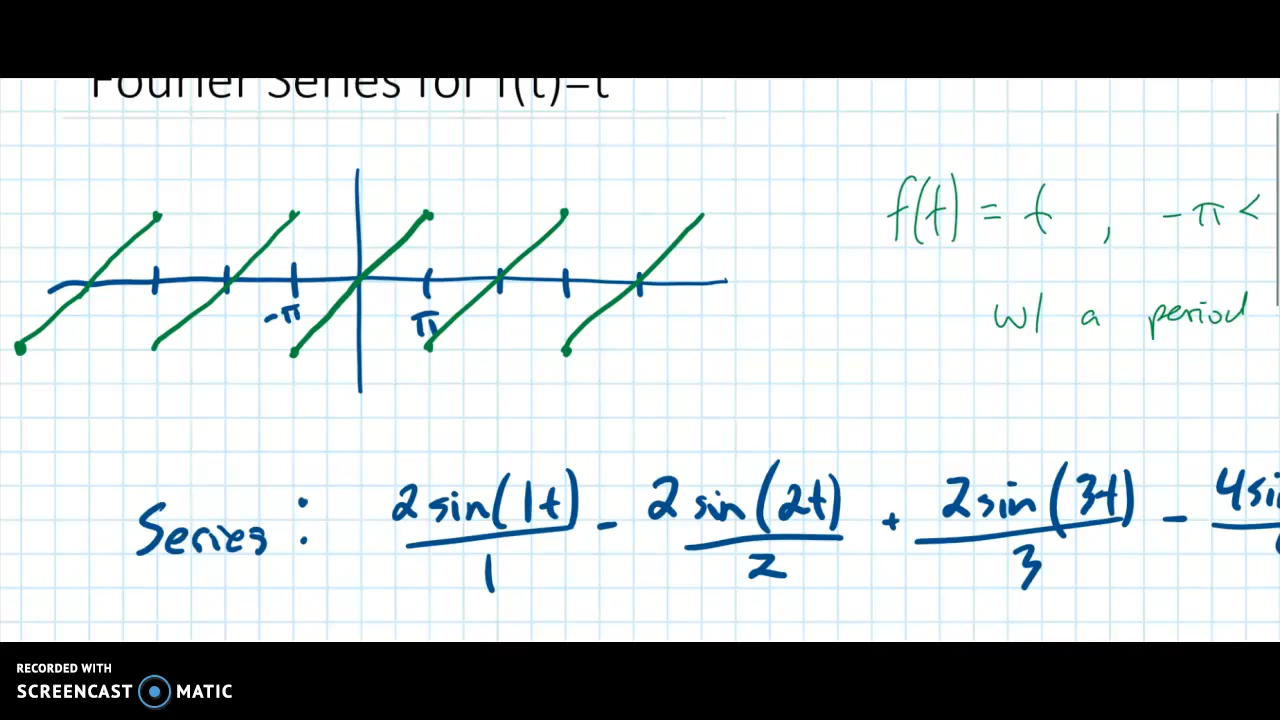 Fourier Series for f(t)=t
f(t) = t , -π <
w/ a period
-π π
Series : 2 sin(1t)/1 - 2 sin(2t)/2 + 2 sin(3t)/3 - 4si
RECORDED WITH
SCREENCAST MATIC